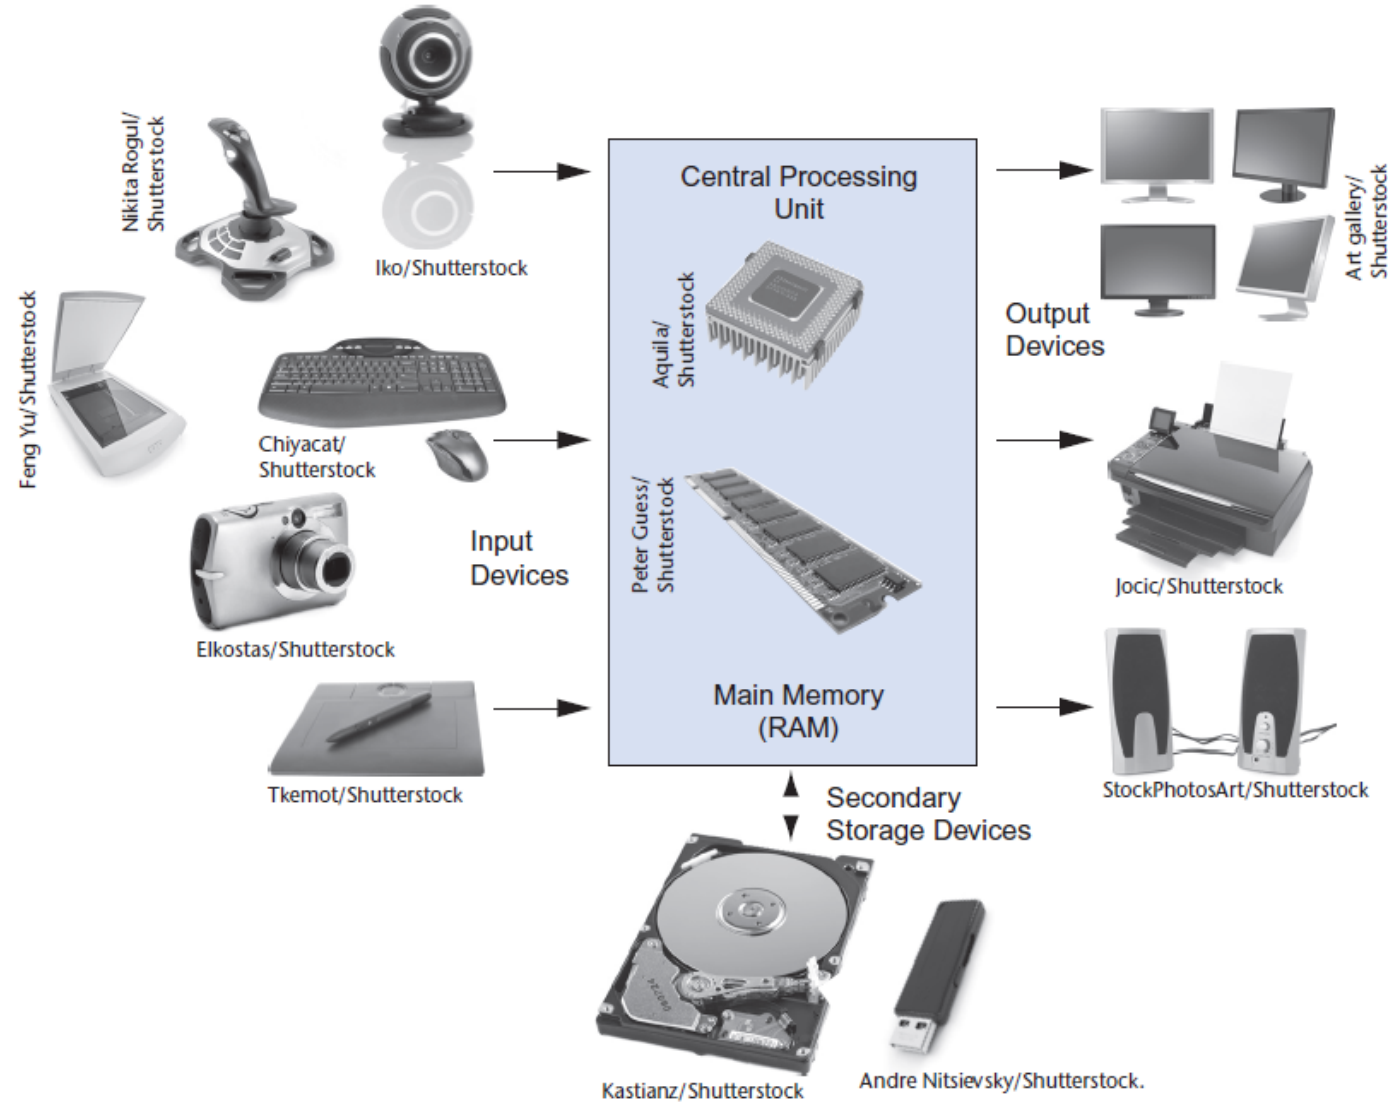 Nikita Rogul/
Shutterstock
Iko/Shutterstock
Feng Yu/Shutterstock
Chiyacat/
Shutterstock
Input
Devices
Elkostas/Shutterstock
Tkemot/Shutterstock
Central Processing
Unit
Aquila/
Shutterstock
Peter Guess/
Shutterstock
Main Memory
(RAM)
Output
Devices
Art gallery/
Shutterstock
Jocic/Shutterstock
StockPhotosArt/Shutterstock
Secondary
Storage Devices
Kastianz/Shutterstock
Andre Nitsievsky/Shutterstock.